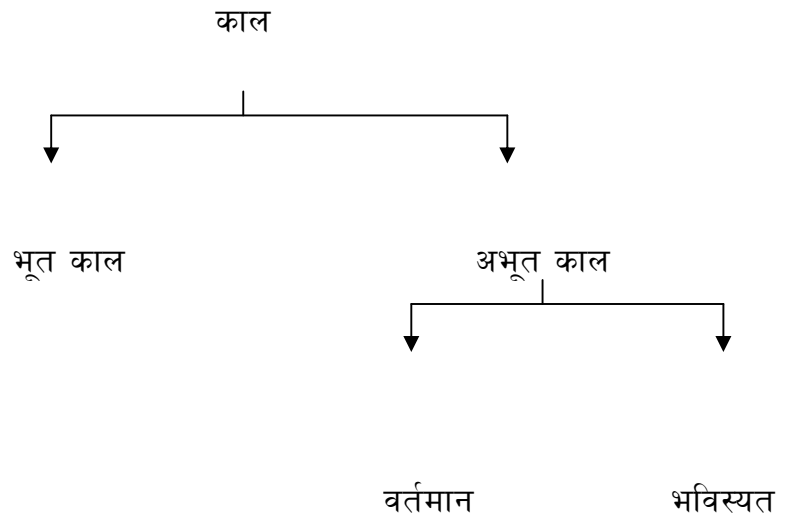 काल
भूत काल अभूत काल
वर्तमान भविस्यत